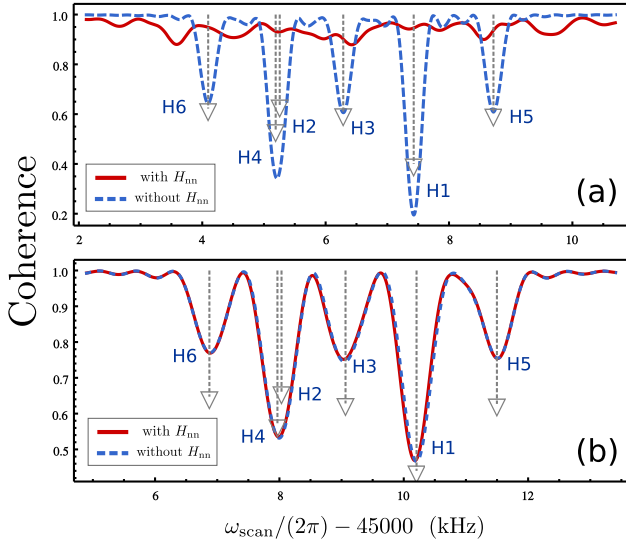 Coherence
1.0
0.8
0.6
0.4
0.2
H6
H2
H4
H3
H1
H5
with H_nn
without H_nn
(a)
2 4 6 8 10
1.0
0.9
0.8
0.7
0.6
0.5
H6
H2
H4
H3
H1
H5
with H_nn
without H_nn
(b)
6 8 10 12
ω_scan/(2π) − 45000 (kHz)